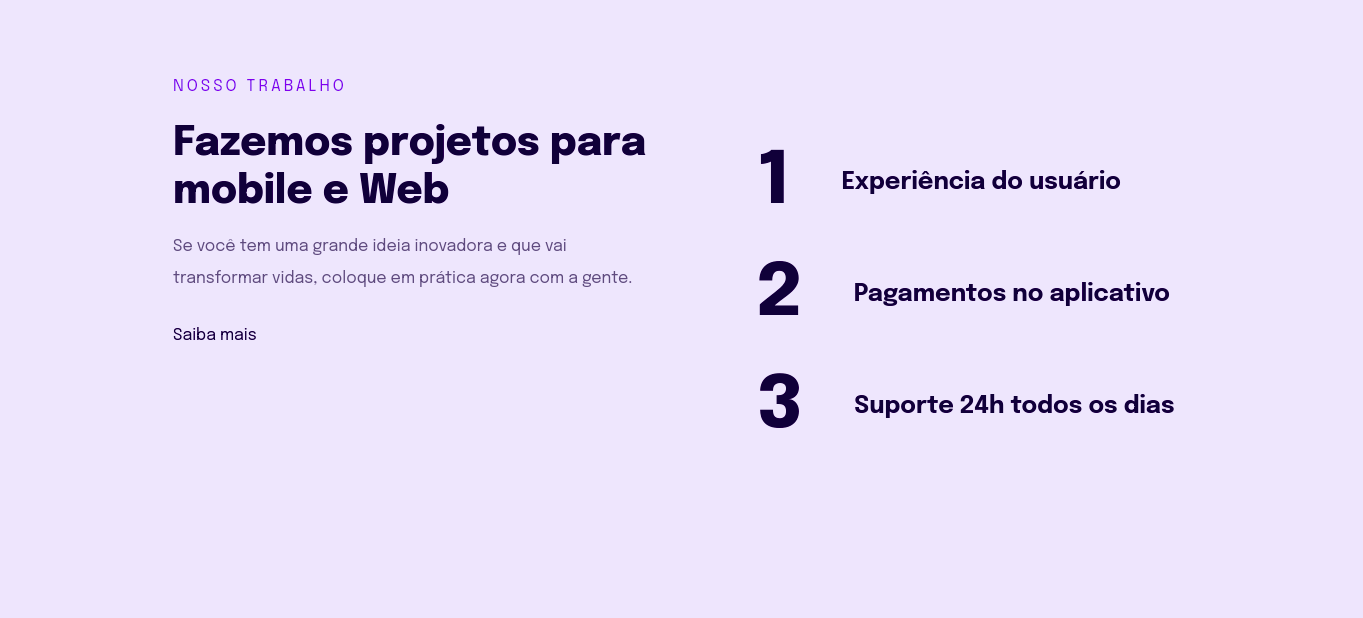 NOSSO TRABALHO
Fazemos projetos para
mobile e Web
Se você tem uma grande ideia inovadora e que vai
transformar vidas, coloque em prática agora com a gente.
Saiba mais
1 Experiência do usuário
2 Pagamentos no aplicativo
3 Suporte 24h todos os dias